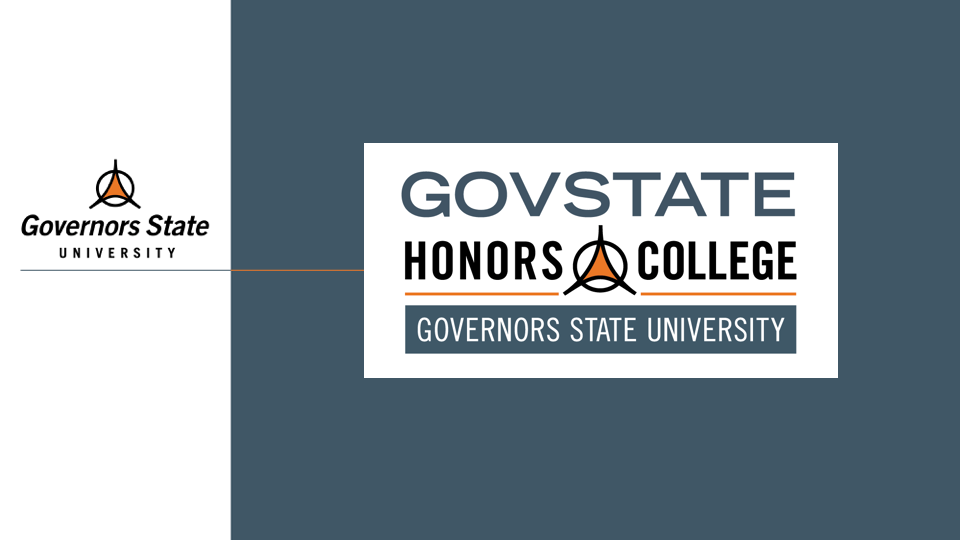 Governors State
UNIVERSITY
GOVSTATE
HONORS COLLEGE
GOVERNORS STATE UNIVERSITY